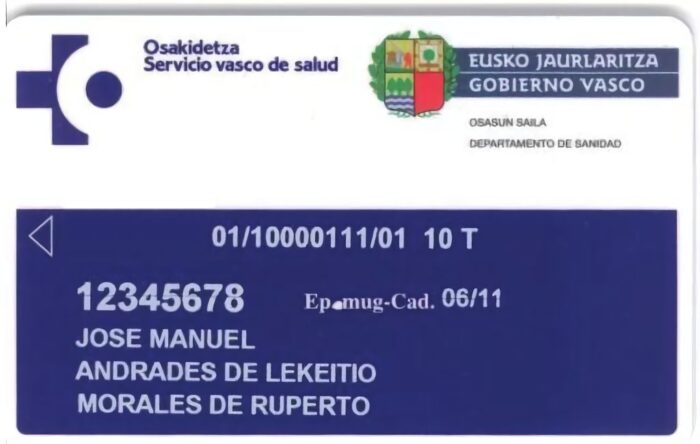 Osakidetza
Servicio vasco de salud
EUSKO JAURLARITZA
GOBIERNO VASCO
OSASUN SAILA
DEPARTAMENTO DE SANIDAD
01/10000111/01 10 T
12345678 Ep.mug-Cad. 06/11
JOSE MANUEL
ANDRADES DE LEKEITIO
MORALES DE RUPERTO